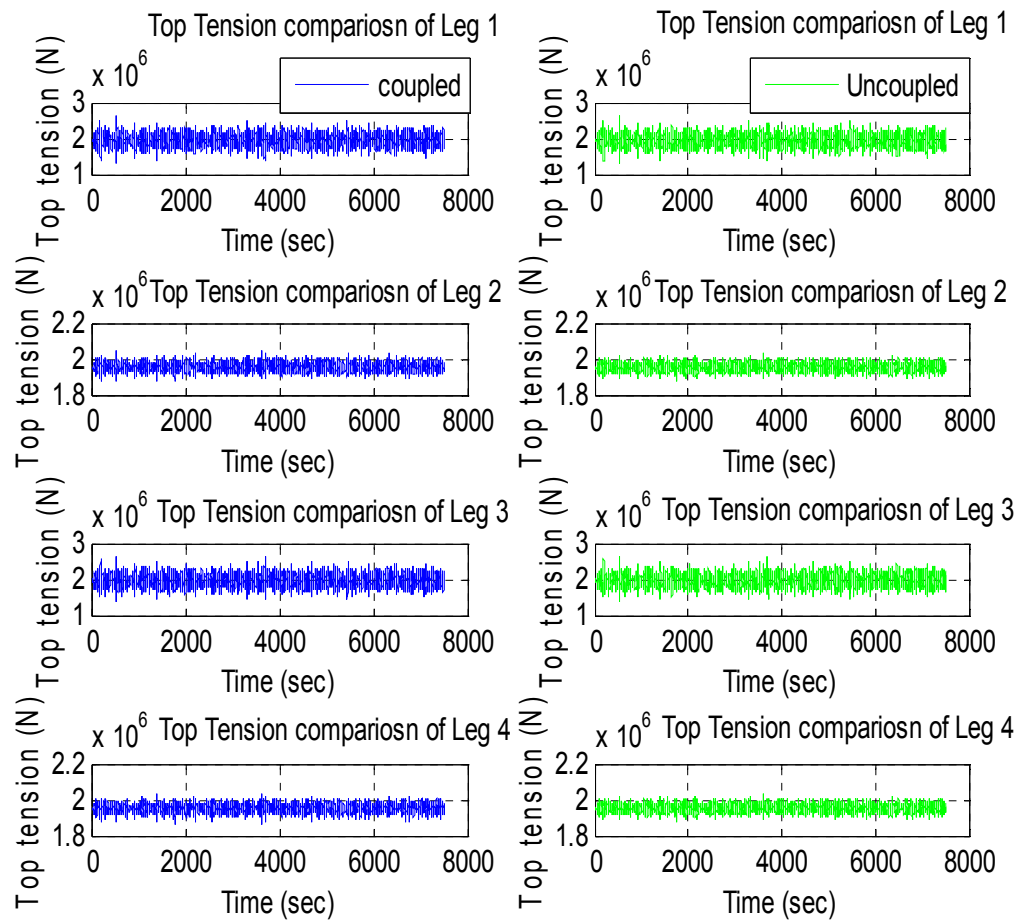 Top Tension compariosn of Leg 1
x 10^6
coupled
Top tension (N)
3
2
1
0 2000 4000 6000 8000
Time (sec)
Top Tension compariosn of Leg 1
x 10^6
Uncoupled
Top tension (N)
3
2
1
0 2000 4000 6000 8000
Time (sec)
x 10^6 Top Tension compariosn of Leg 2
Top tension (N)
2.2
2
1.8
0 2000 4000 6000 8000
Time (sec)
x 10^6 Top Tension compariosn of Leg 2
Top tension (N)
2.2
2
1.8
0 2000 4000 6000 8000
Time (sec)
x 10^6 Top Tension compariosn of Leg 3
Top tension (N)
3
2
1
0 2000 4000 6000 8000
Time (sec)
x 10^6 Top Tension compariosn of Leg 3
Top tension (N)
3
2
1
0 2000 4000 6000 8000
Time (sec)
x 10^6 Top Tension compariosn of Leg 4
Top tension (N)
2.2
2
1.8
0 2000 4000 6000 8000
Time (sec)
x 10^6 Top Tension compariosn of Leg 4
Top tension (N)
2.2
2
1.8
0 2000 4000 6000 8000
Time (sec)